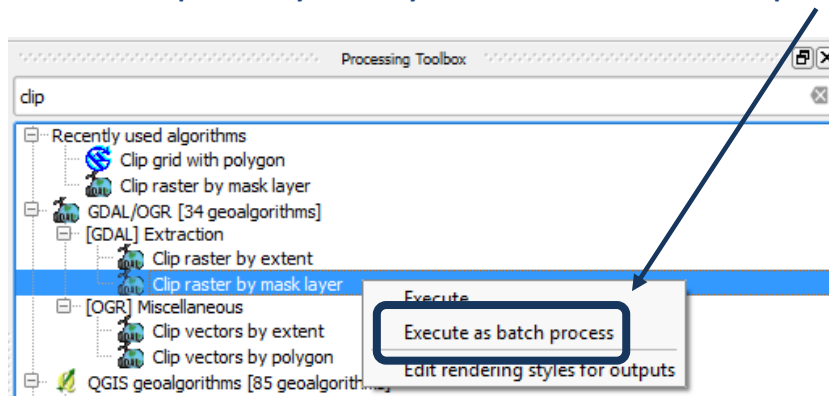 Processing Toolbox
clip
Recently used algorithms
Clip grid with polygon
Clip raster by mask layer
GDAL/OGR [34 geoalgorithms]
[GDAL] Extraction
Clip raster by extent
Clip raster by mask layer
Execute
[OGR] Miscellaneous
Execute as batch process
Clip vectors by extent
Clip vectors by polygon
Edit rendering styles for outputs
QGIS geoalgorithms [85 geoalgorithms]